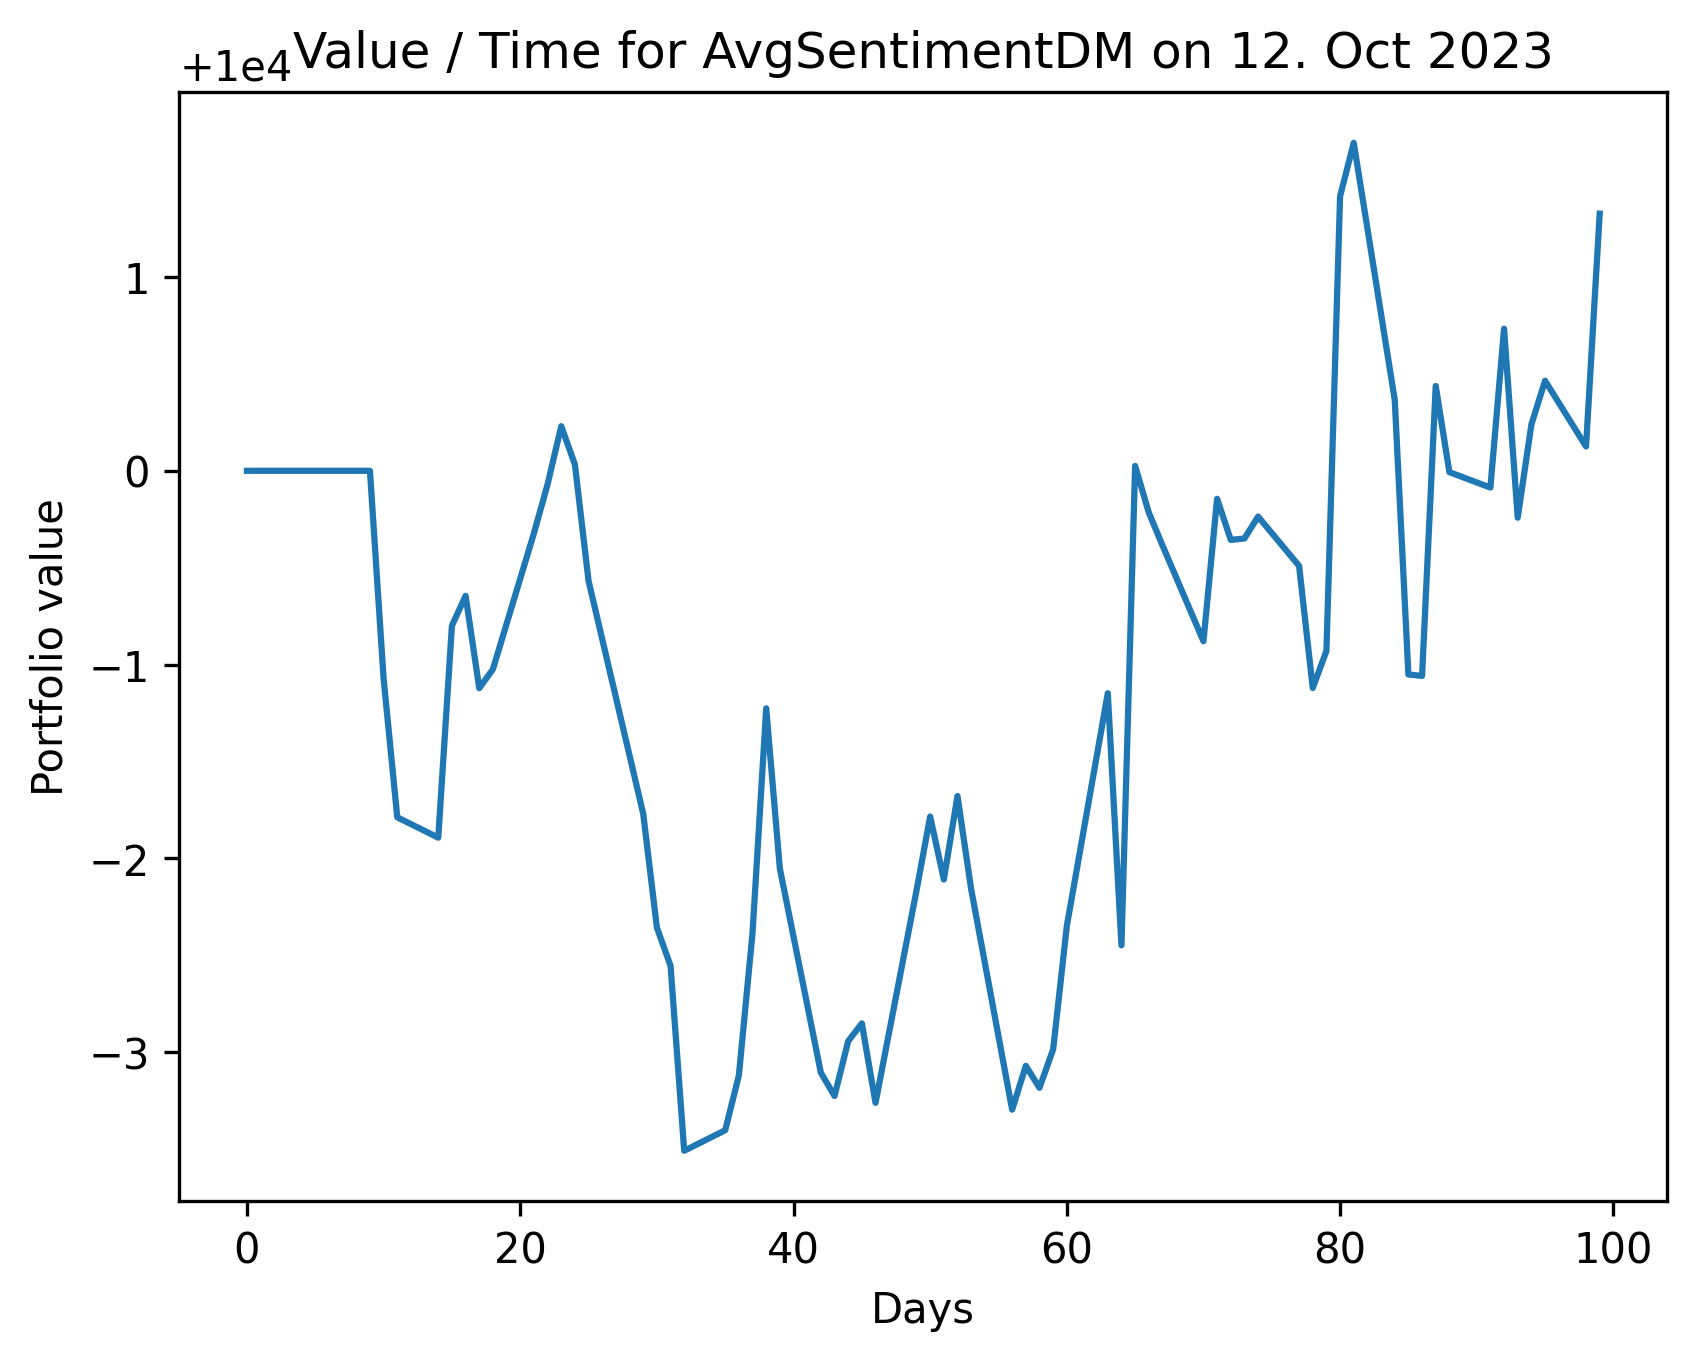 +1e4
Value / Time for AvgSentimentDM on 12. Oct 2023
Portfolio value
1
0
−1
−2
−3
0 20 40 60 80 100
Days